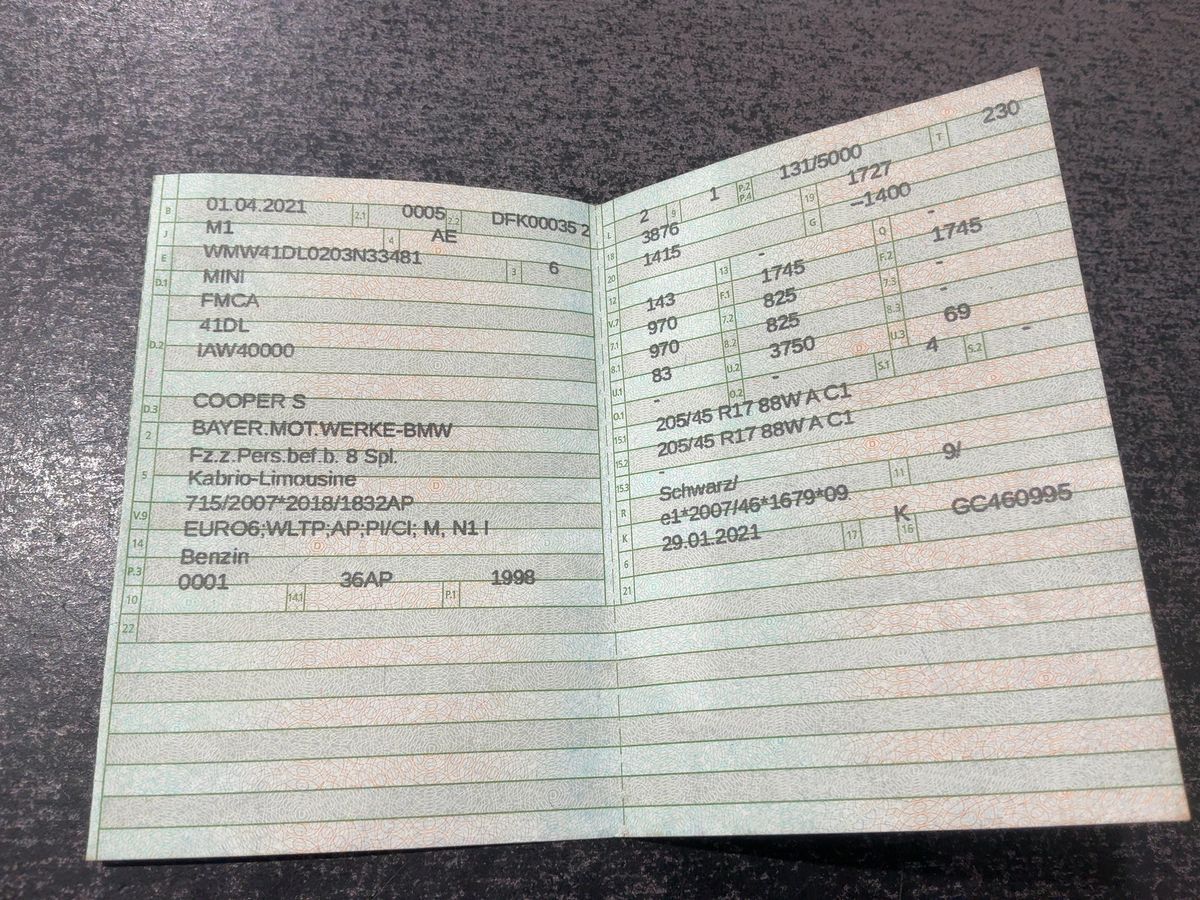 B 01.04.2021 2.1 0005 2.2 DFK00035 2
J M1 4 AE
E WMW41DL0203N33481 3 6
D.1 MINI
FMCA
41DL
D.2 IAW40000
D.3 COOPER S
2 BAYER.MOT.WERKE-BMW
Fz.z.Pers.bef.b. 8 Spl.
5 Kabrio-Limousine
715/2007*2018/1832AP
V.9 EURO6;WLTP;AP;PI/CI; M, N1 I
14
P.3 Benzin
10 0001 14.1 36AP P.1 1998
22
L 2 9 1 P.2 P.4 131/5000 T 230
18 3876 19 1727
20 1415 G –1400
12 - 13 - Q -
V.7 143 F.1 1745 F.2 1745
7.1 970 7.2 825 7.3 -
8.1 970 8.2 825 8.3 -
U.1 83 U.2 3750 U.3 69
O.1 - O.2 - S.1 4 S.2 -
15.1 205/45 R17 88W A C1
15.2 205/45 R17 88W A C1
15.3 -
R Schwarz/ 11 9/
K e1*2007/46*1679*09
6 29.01.2021 17 K 16 GC460995
21